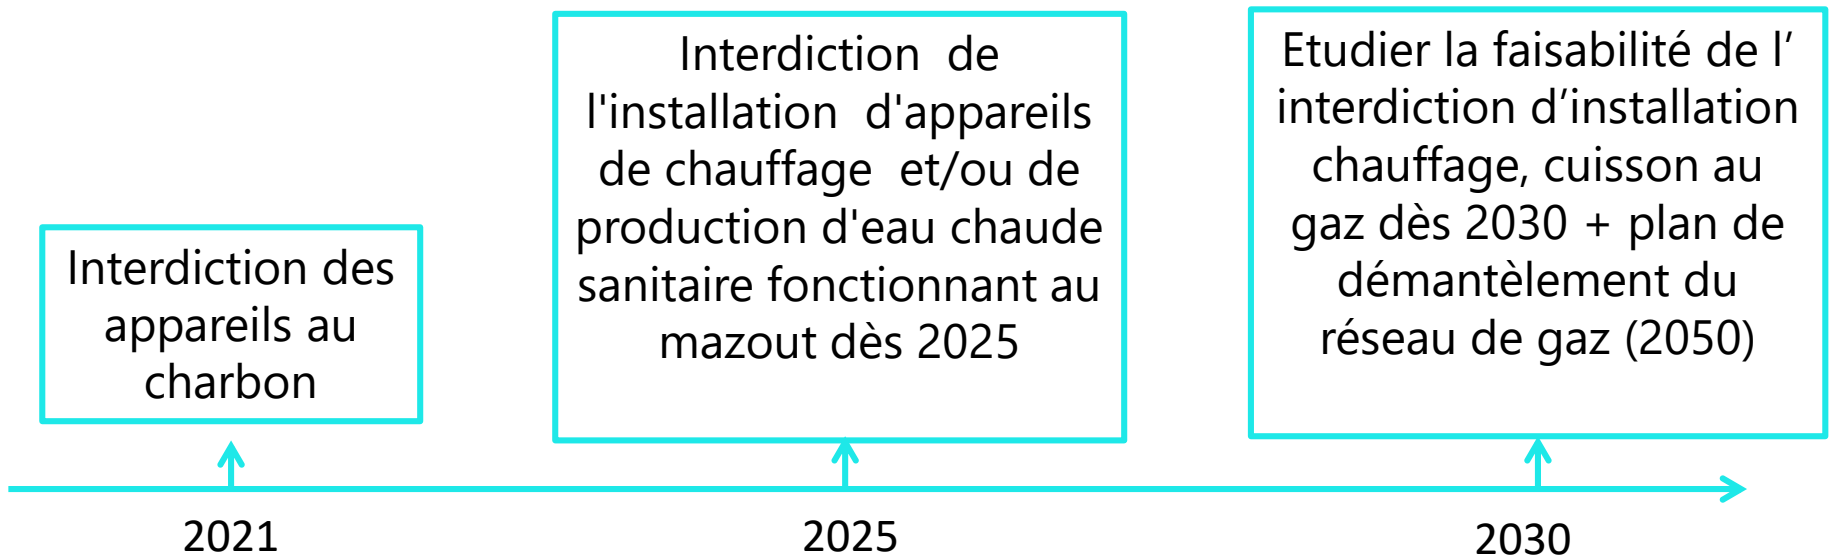 Interdiction des
appareils au
charbon
Interdiction de
l'installation d'appareils
de chauffage et/ou de
production d'eau chaude
sanitaire fonctionnant au
mazout dès 2025
Etudier la faisabilité de l’
interdiction d’installation
chauffage, cuisson au
gaz dès 2030 + plan de
démantèlement du
réseau de gaz (2050)
2021
2025
2030